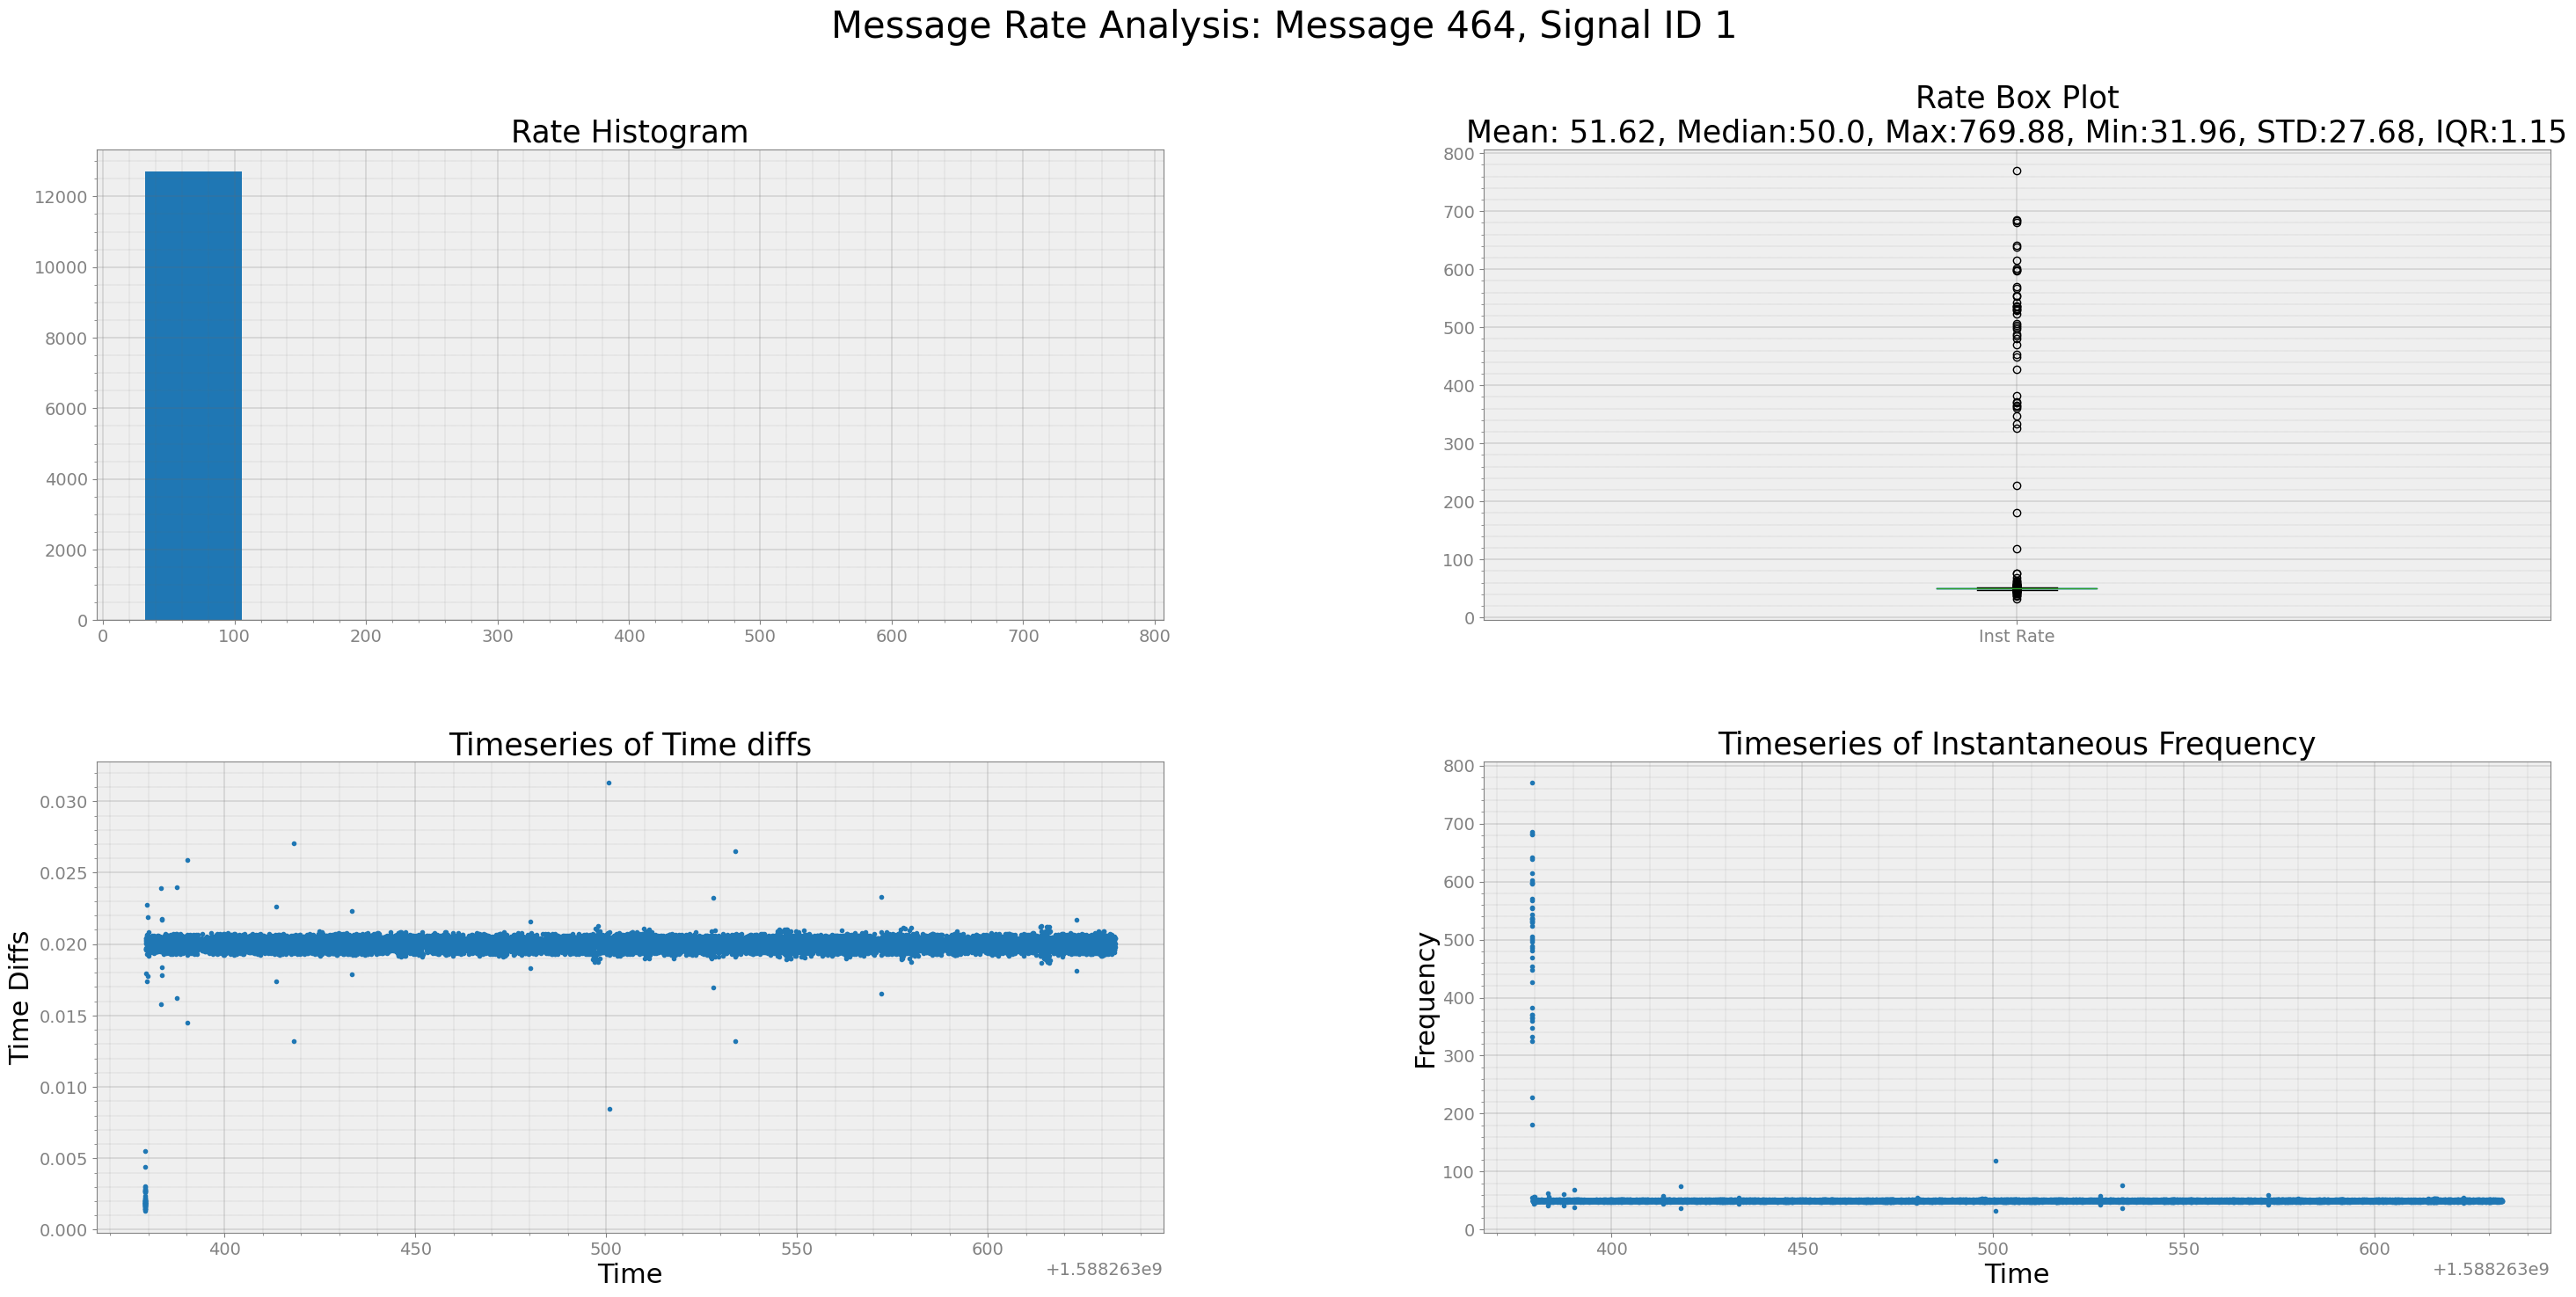 Message Rate Analysis: Message 464, Signal ID 1
Rate Histogram
12000
10000
8000
6000
4000
2000
0
0 100 200 300 400 500 600 700 800
Rate Box Plot
Mean: 51.62, Median:50.0, Max:769.88, Min:31.96, STD:27.68, IQR:1.15
800
700
600
500
400
300
200
100
0
Inst Rate
Timeseries of Time diffs
Time Diffs
0.030
0.025
0.020
0.015
0.010
0.005
0.000
400 450 500 550 600
Time
+1.588263e9
Timeseries of Instantaneous Frequency
Frequency
800
700
600
500
400
300
200
100
0
400 450 500 550 600
Time
+1.588263e9